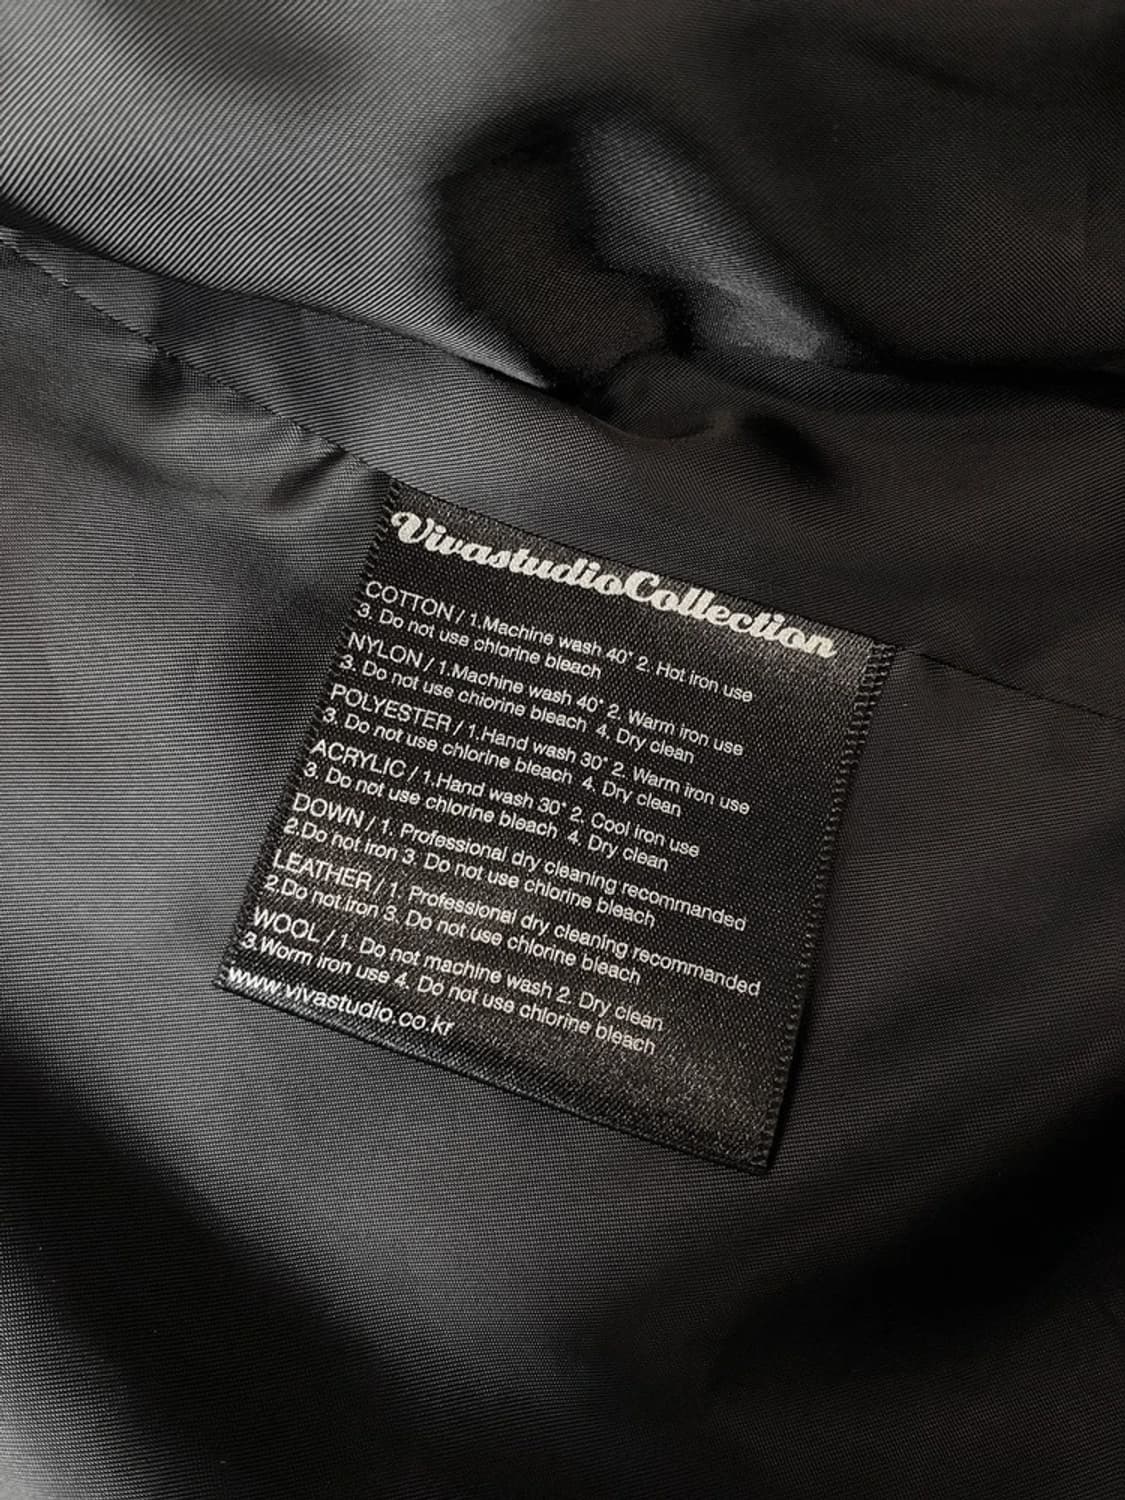 VivastudioCollection
COTTON / 1.Machine wash 40° 2. Hot iron use
3. Do not use chlorine bleach
NYLON / 1.Machine wash 40° 2. Warm iron use
3. Do not use chlorine bleach 4. Dry clean
POLYESTER / 1.Hand wash 30° 2. Warm iron use
3. Do not use chlorine bleach 4. Dry clean
ACRYLIC / 1.Hand wash 30° 2. Cool iron use
3. Do not use chlorine bleach 4. Dry clean
DOWN / 1. Professional dry cleaning recommanded
2.Do not iron 3. Do not use chlorine bleach
LEATHER / 1. Professional dry cleaning recommanded
2.Do not iron 3. Do not use chlorine bleach
WOOL / 1. Do not machine wash 2. Dry clean
3.Worm iron use 4. Do not use chlorine bleach
www.vivastudio.co.kr